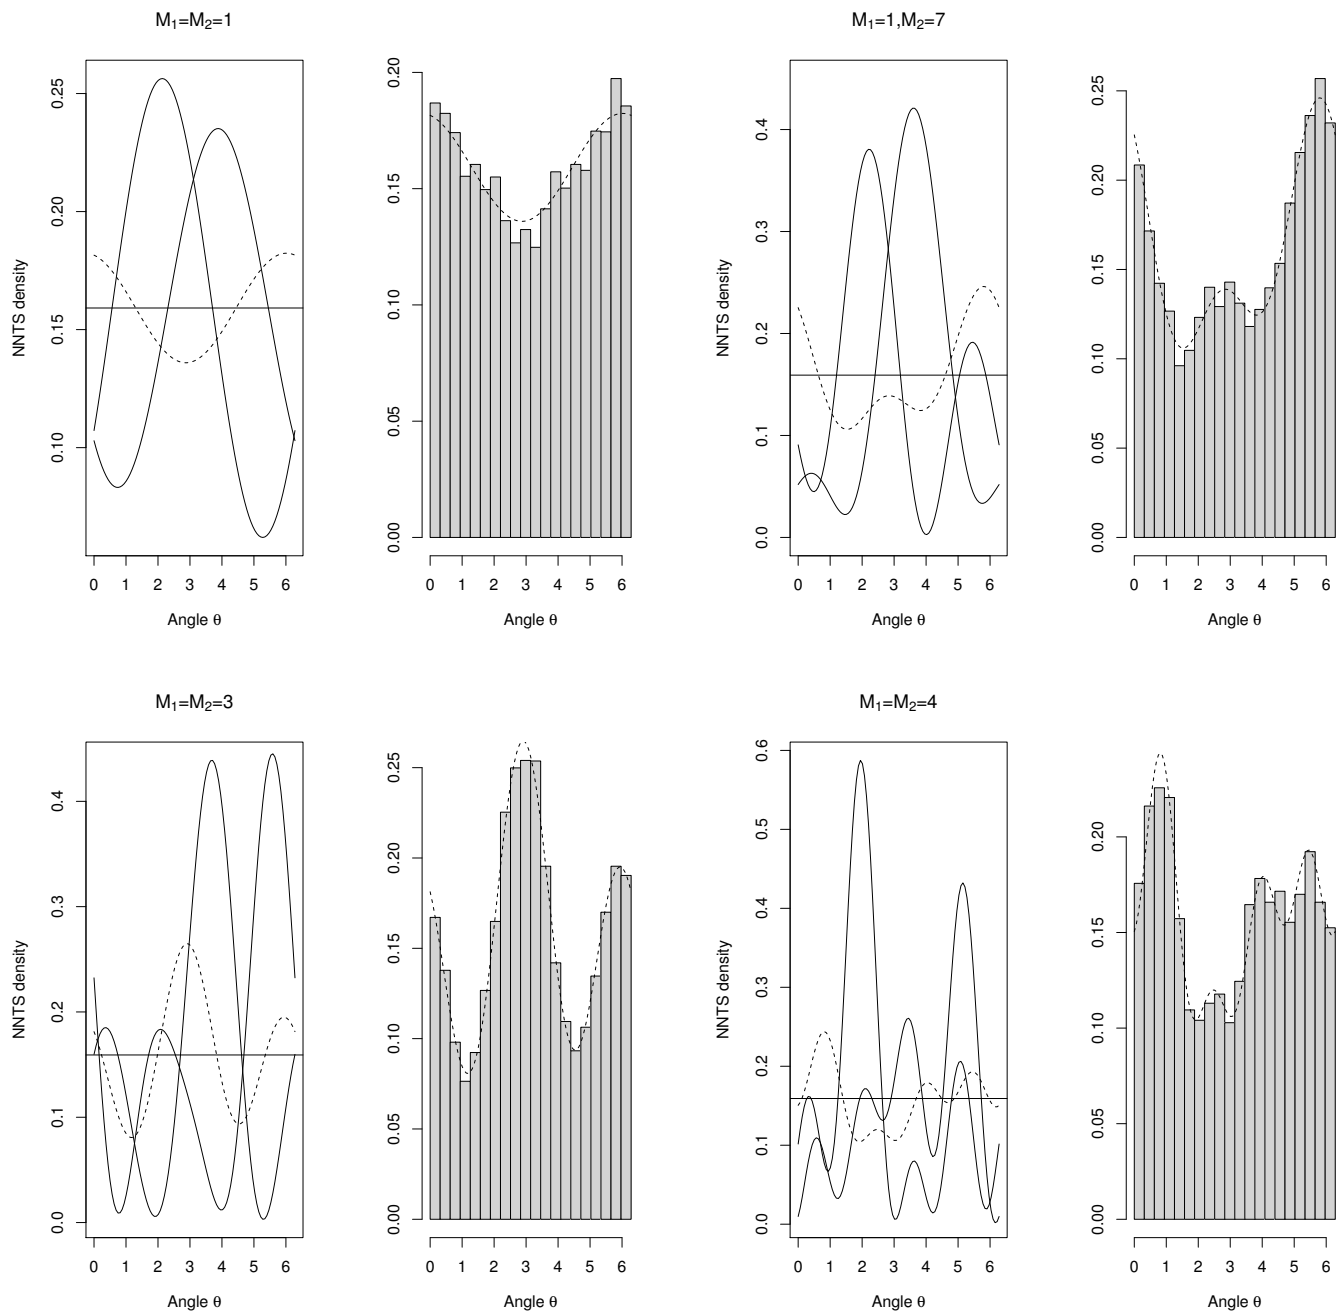 M1=M2=1
NNTS density
0.10 0.15 0.20 0.25
0 1 2 3 4 5 6
Angle θ
0.00 0.05 0.10 0.15 0.20
0 1 2 3 4 5 6
Angle θ
M1=1,M2=7
NNTS density
0.0 0.1 0.2 0.3 0.4
0 1 2 3 4 5 6
Angle θ
0.00 0.05 0.10 0.15 0.20 0.25
0 1 2 3 4 5 6
Angle θ
M1=M2=3
NNTS density
0.0 0.1 0.2 0.3 0.4
0 1 2 3 4 5 6
Angle θ
0.00 0.05 0.10 0.15 0.20 0.25
0 1 2 3 4 5 6
Angle θ
M1=M2=4
NNTS density
0.0 0.1 0.2 0.3 0.4 0.5 0.6
0 1 2 3 4 5 6
Angle θ
0.00 0.05 0.10 0.15 0.20
0 1 2 3 4 5 6
Angle θ